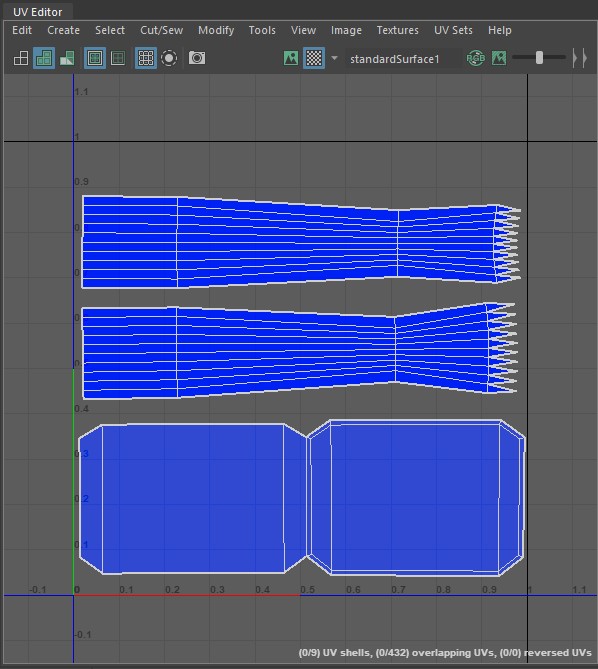 UV Editor
Edit Create Select Cut/Sew Modify Tools View Image Textures UV Sets Help
standardSurface1 RGB
1.1
1
0.9
0.4
0.3
0.2
0.1
-0.1 0 0.1 0.2 0.3 0.4 0.5 0.6 0.7 0.8 0.9 1 1.1
-0.1
(0/9) UV shells, (0/432) overlapping UVs, (0/0) reversed UVs